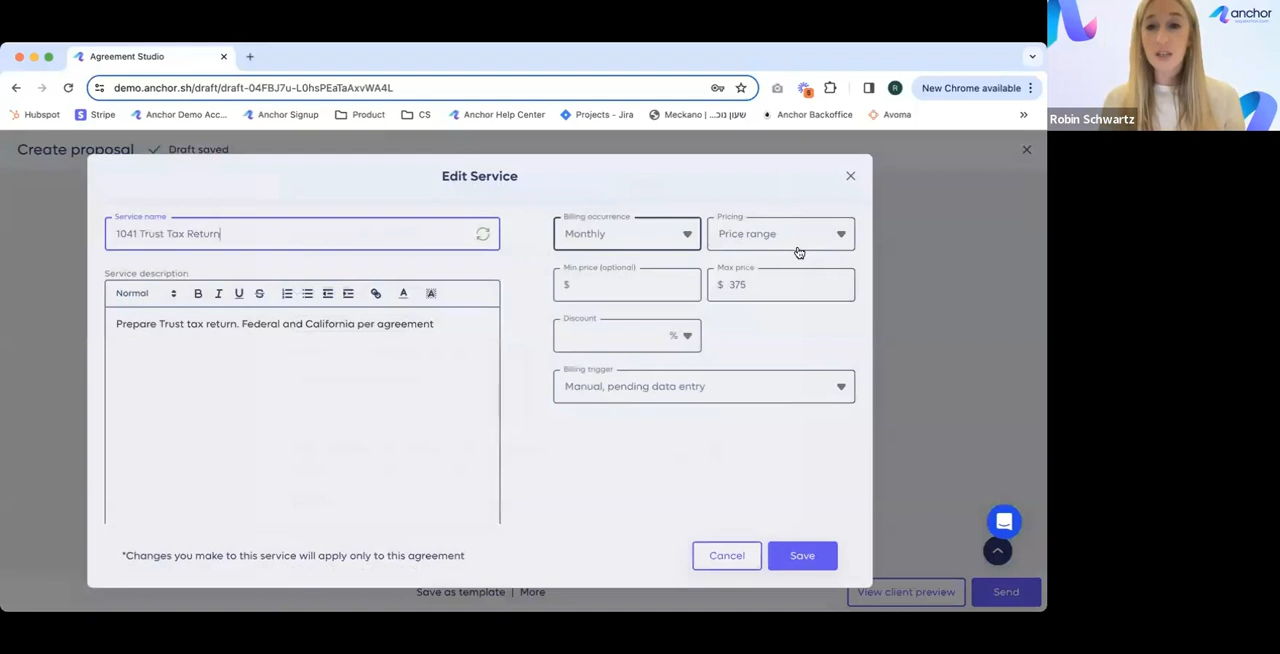 Agreement Studio
demo.anchor.sh/draft/draft-04FBJ7u-L0hsPEaTaAxvWA4L
New Chrome available
Hubspot
Stripe
Anchor Demo Acc...
Anchor Signup
Product
CS
Anchor Help Center
Projects - Jira
Meckano | שעון נוכ...
Anchor Backoffice
Avoma
anchor
Robin Schwartz
Create proposal
Draft saved
Edit Service
Service name
1041 Trust Tax Return
Service description
Normal
Prepare Trust tax return. Federal and California per agreement
Billing occurrence
Monthly
Pricing
Price range
Min price (optional)
$
Max price
$ 375
Discount
%
Billing trigger
Manual, pending data entry
*Changes you make to this service will apply only to this agreement
Cancel
Save
Save as template | More
View client preview
Send